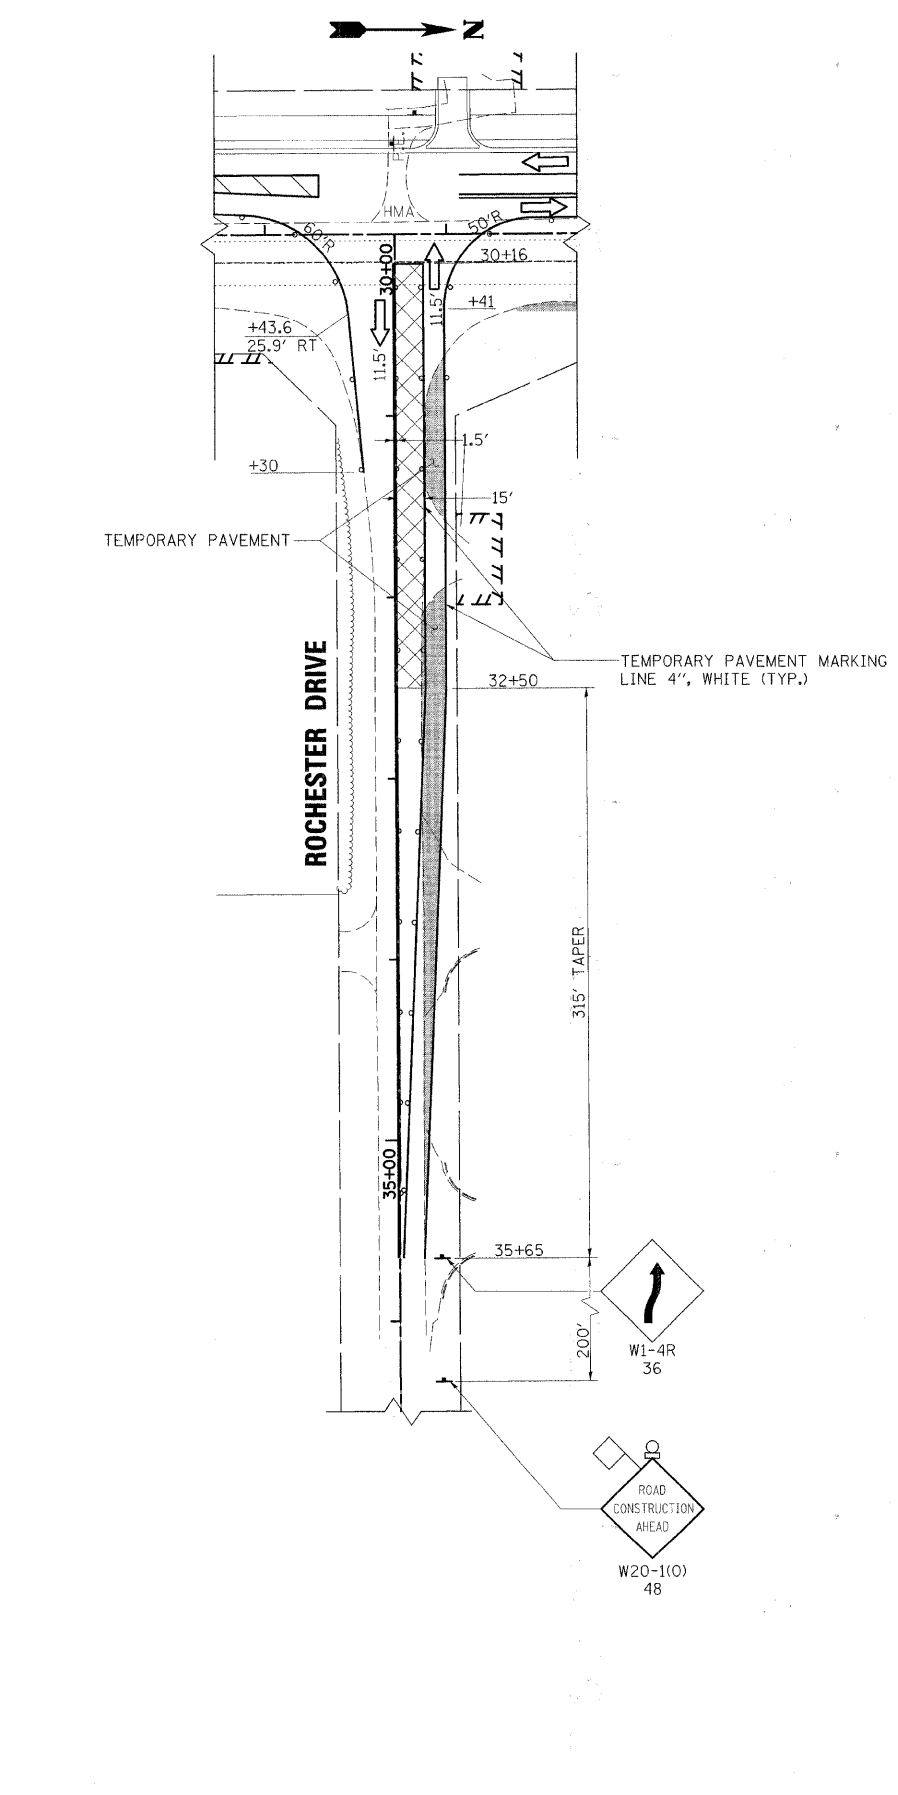 N
P.E.
HMA
60'R
50'R
30+00
30+16
11.5'
+41
+43.6
25.9' RT
11.5'
1.5'
+30
15'
TEMPORARY PAVEMENT
ROCHESTER DRIVE
TEMPORARY PAVEMENT MARKING
LINE 4", WHITE (TYP.)
32+50
315' TAPER
35+00
35+65
200'
W1-4R
36
ROAD
CONSTRUCTION
AHEAD
W20-1(O)
48